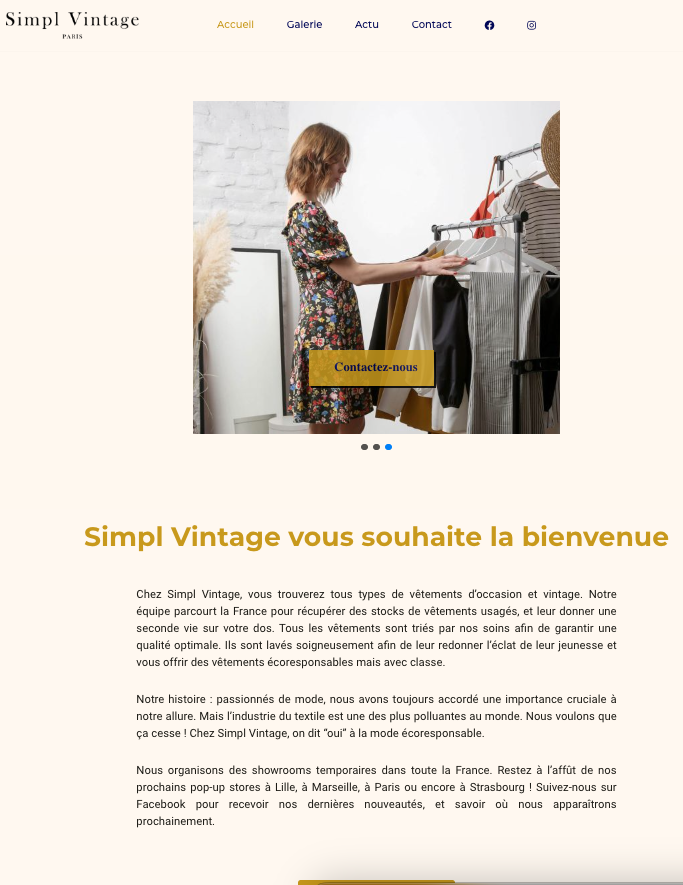 Simpl Vintage
PARIS
Accueil Galerie Actu Contact
Contactez-nous
Simpl Vintage vous souhaite la bienvenue
Chez Simpl Vintage, vous trouverez tous types de vêtements d’occasion et vintage. Notre
équipe parcourt la France pour récupérer des stocks de vêtements usagés, et leur donner une
seconde vie sur votre dos. Tous les vêtements sont triés par nos soins afin de garantir une
qualité optimale. Ils sont lavés soigneusement afin de leur redonner l’éclat de leur jeunesse et
vous offrir des vêtements écoresponsables mais avec classe.
Notre histoire : passionnés de mode, nous avons toujours accordé une importance cruciale à
notre allure. Mais l’industrie du textile est une des plus polluantes au monde. Nous voulons que
ça cesse ! Chez Simpl Vintage, on dit “oui” à la mode écoresponsable.
Nous organisons des showrooms temporaires dans toute la France. Restez à l’affût de nos
prochains pop-up stores à Lille, à Marseille, à Paris ou encore à Strasbourg ! Suivez-nous sur
Facebook pour recevoir nos dernières nouveautés, et savoir où nous apparaîtrons
prochainement.